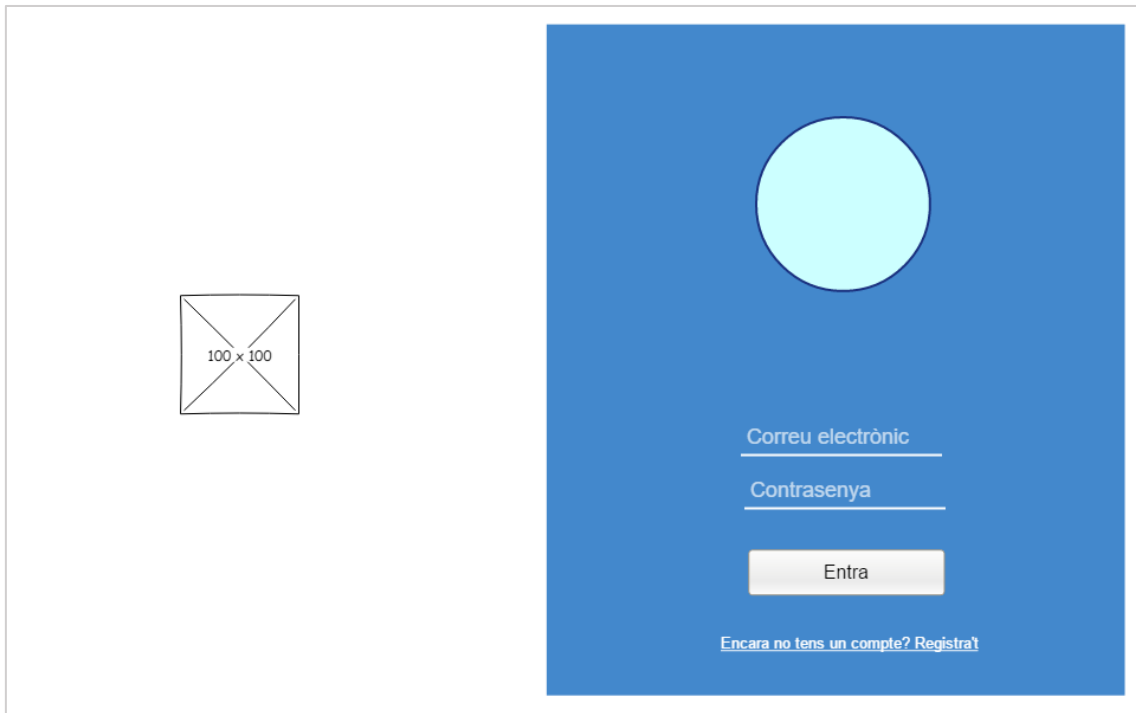 100 x 100
Correu electrònic
Contrasenya
Entra
Encara no tens un compte? Registra't